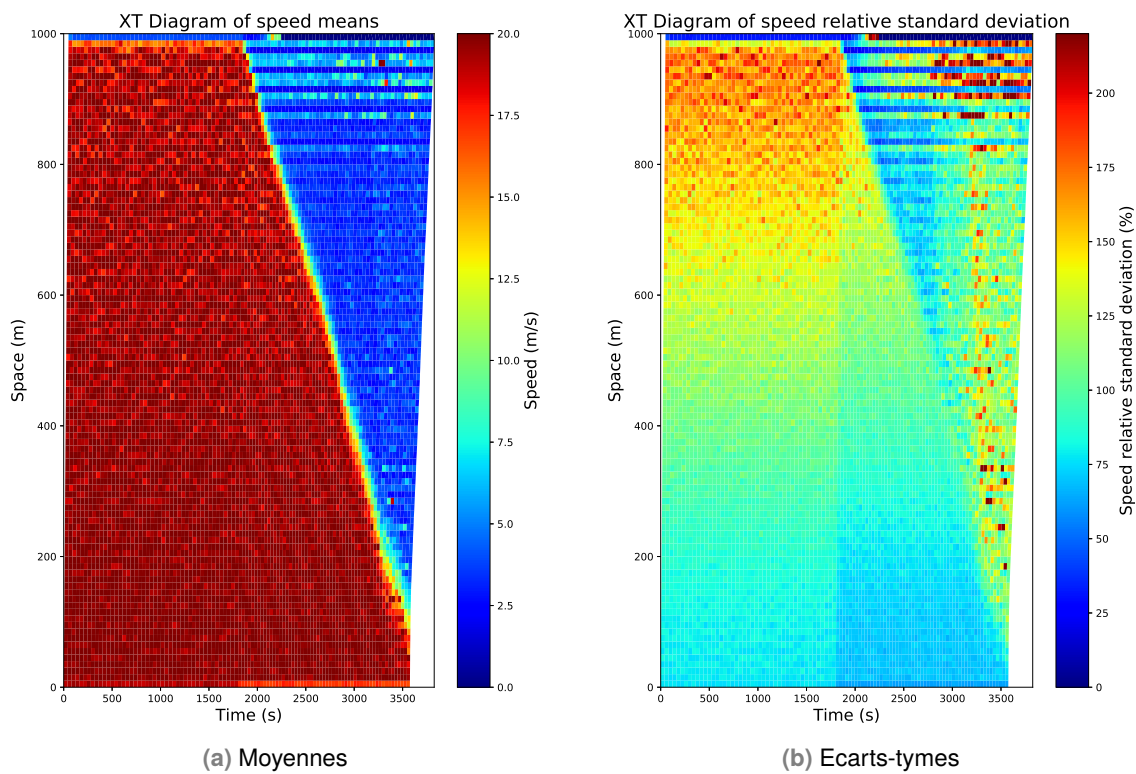 XT Diagram of speed means
1000
800
600
400
200
0
Space (m)
0 500 1000 1500 2000 2500 3000 3500
Time (s)
20.0
17.5
15.0
12.5
10.0
7.5
5.0
2.5
0.0
Speed (m/s)
(a) Moyennes
XT Diagram of speed relative standard deviation
1000
800
600
400
200
0
Space (m)
0 500 1000 1500 2000 2500 3000 3500
Time (s)
200
175
150
125
100
75
50
25
0
Speed relative standard deviation (%)
(b) Ecarts-tymes